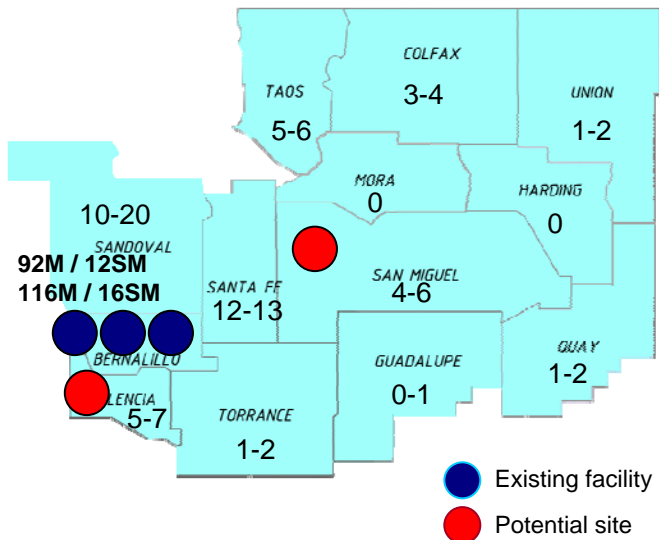 COLFAX
3-4
TAOS
5-6
UNION
1-2
MORA
0
HARDING
0
10-20
SANDOVAL
92M / 12SM
116M / 16SM
SANTA FF
12-13
SAN MIGUEL
4-6
BERNALILLO
GUADALUPE
0-1
QUAY
1-2
LENCIA
5-7
TORRANCE
1-2
Existing facility
Potential site